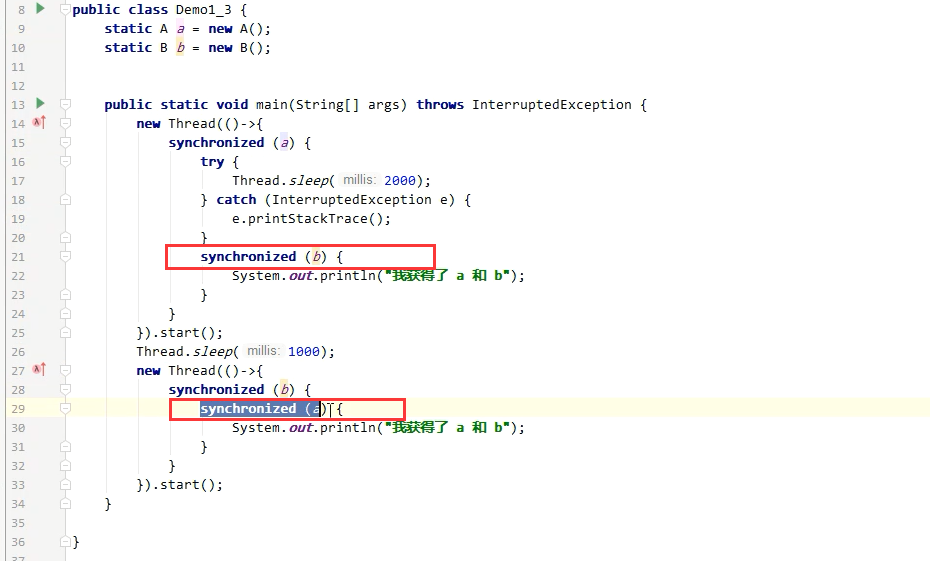 8 public class Demo1_3 {
9 static A a = new A();
10 static B b = new B();
11
12
13 public static void main(String[] args) throws InterruptedException {
14 new Thread(()->{
15 synchronized (a) {
16 try {
17 Thread.sleep( millis: 2000);
18 } catch (InterruptedException e) {
19 e.printStackTrace();
20 }
21 synchronized (b) {
22 System.out.println("我获得了 a 和 b");
23 }
24 }
25 }).start();
26 Thread.sleep( millis: 1000);
27 new Thread(()->{
28 synchronized (b) {
29 synchronized (a) {
30 System.out.println("我获得了 a 和 b");
31 }
32 }
33 }).start();
34 }
35
36 }
37